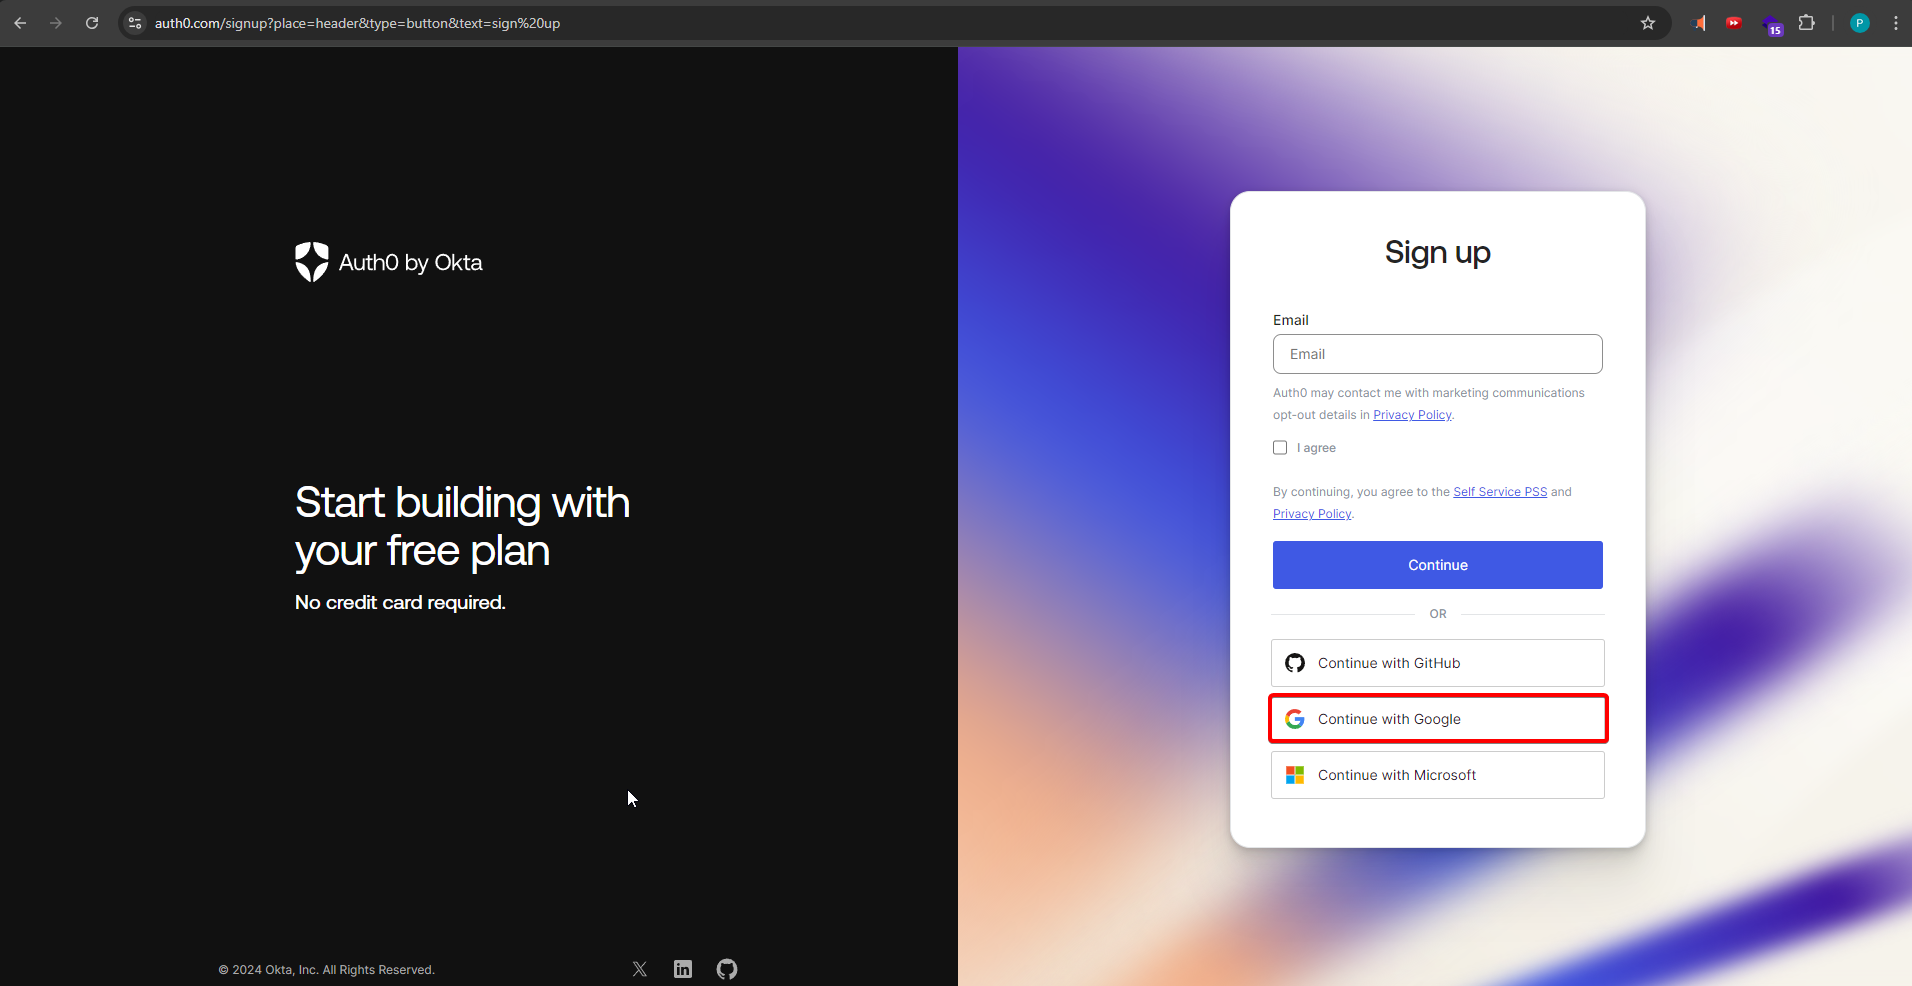 auth0.com/signup?place=header&type=button&text=sign%20up
15
P
Auth0 by Okta
Start building with
your free plan
No credit card required.
© 2024 Okta, Inc. All Rights Reserved.
Sign up
Email
Email
Auth0 may contact me with marketing communications
opt-out details in Privacy Policy.
I agree
By continuing, you agree to the Self Service PSS and
Privacy Policy.
Continue
OR
Continue with GitHub
Continue with Google
Continue with Microsoft